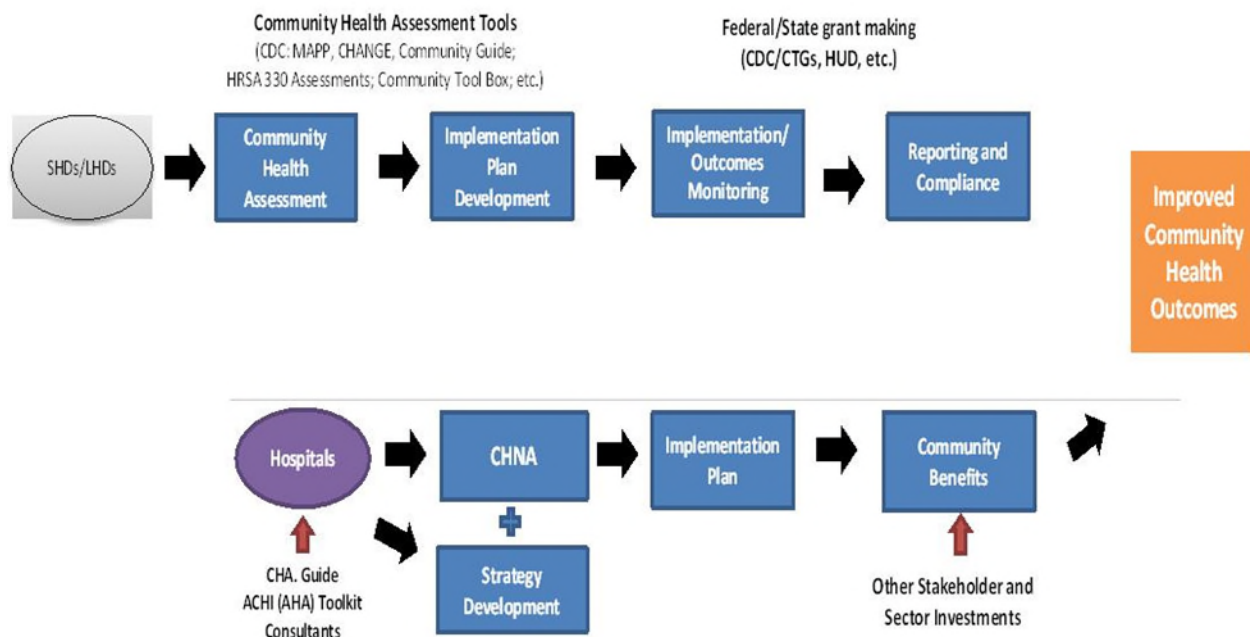 Community Health Assessment Tools
(CDC: MAPP, CHANGE, Community Guide;
HRSA 330 Assessments; Community Tool Box; etc.)
Federal/State grant making
(CDC/CTGs, HUD, etc.)
SHDs/LHDs
Community
Health
Assessment
Implementation
Plan
Development
Implementation/
Outcomes
Monitoring
Reporting and
Compliance
Improved
Community
Health
Outcomes
Hospitals
CHNA
Implementation
Plan
Community
Benefits
Strategy
Development
CHA. Guide
ACHI (AHA) Toolkit
Consultants
Other Stakeholder and
Sector Investments